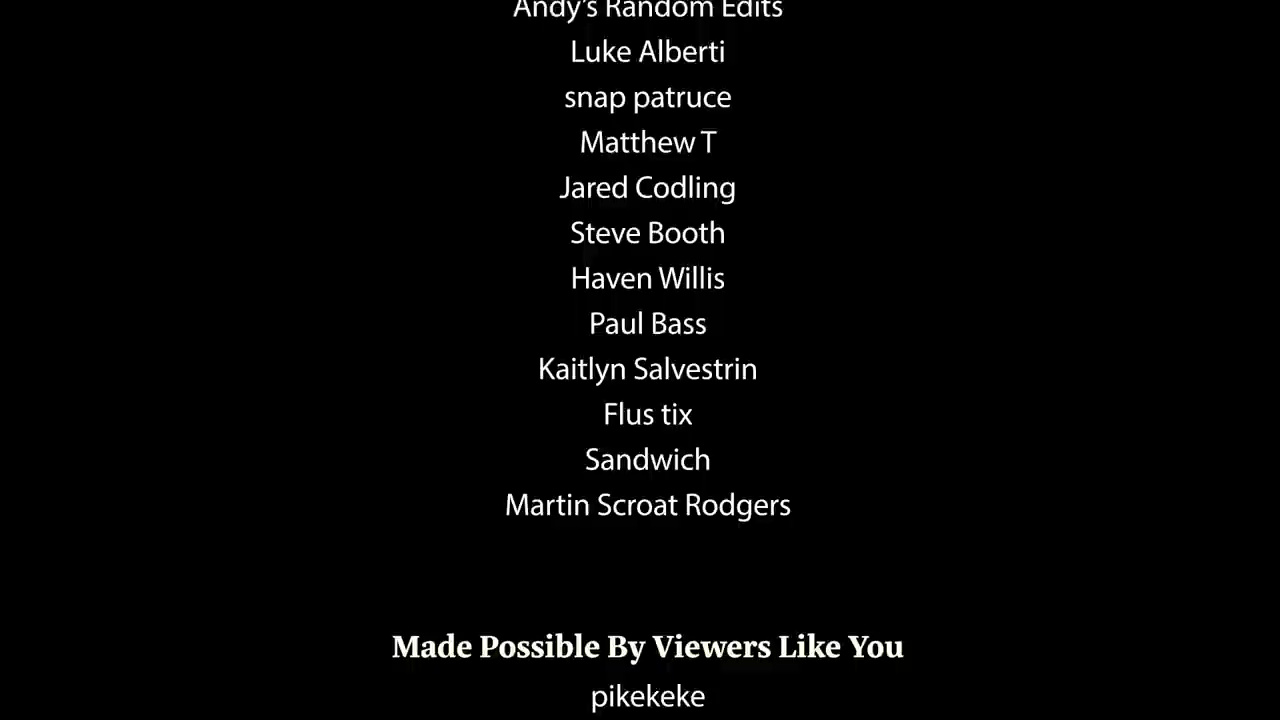 Andy's Random Edits
Luke Alberti
snap patruce
Matthew T
Jared Codling
Steve Booth
Haven Willis
Paul Bass
Kaitlyn Salvestrin
Flus tix
Sandwich
Martin Scroat Rodgers
Made Possible By Viewers Like You
pikekeke